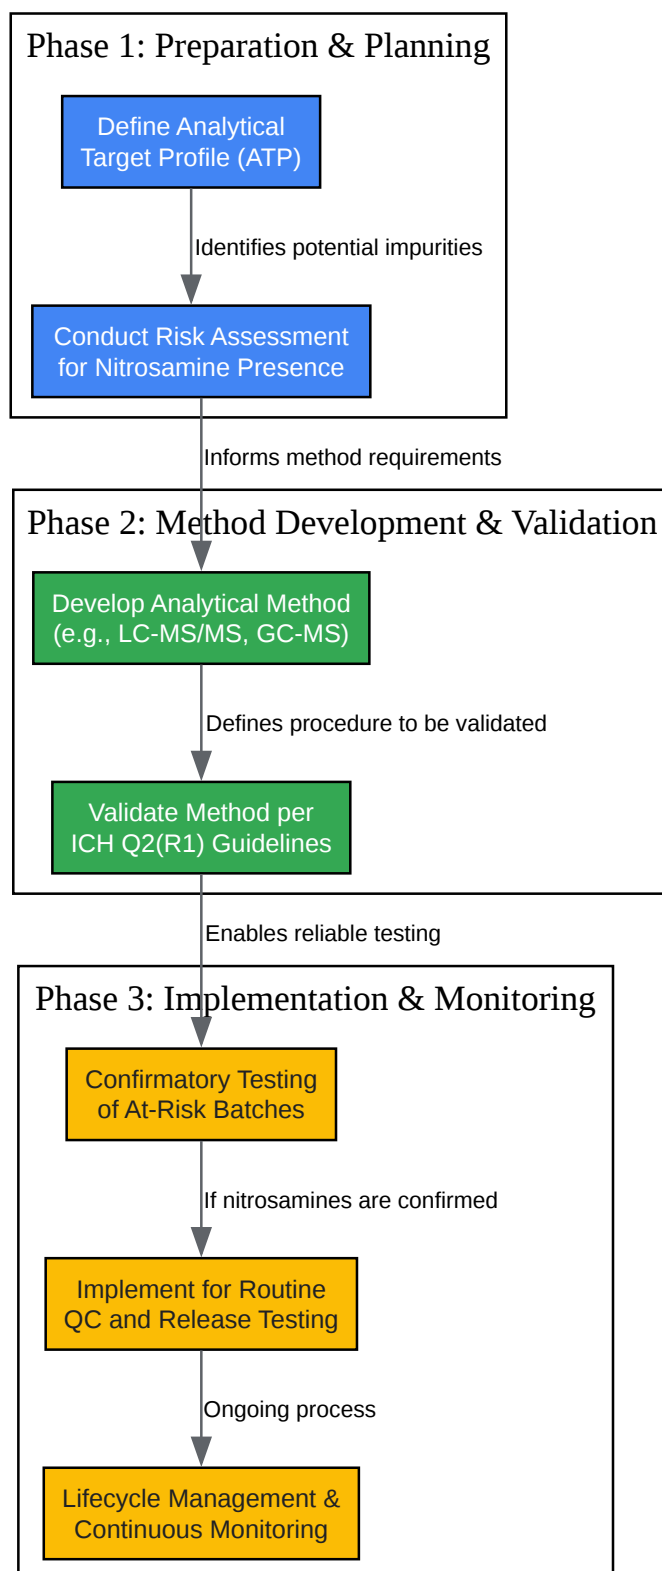 Phase 1: Preparation & Planning
Define Analytical
Target Profile (ATP)
Identifies potential impurities
Conduct Risk Assessment
for Nitrosamine Presence
Informs method requirements
Phase 2: Method Development & Validation
Develop Analytical Method
(e.g., LC-MS/MS, GC-MS)
Defines procedure to be validated
Validate Method per
ICH Q2(R1) Guidelines
Enables reliable testing
Phase 3: Implementation & Monitoring
Confirmatory Testing
of At-Risk Batches
If nitrosamines are confirmed
Implement for Routine
QC and Release Testing
Ongoing process
Lifecycle Management &
Continuous Monitoring